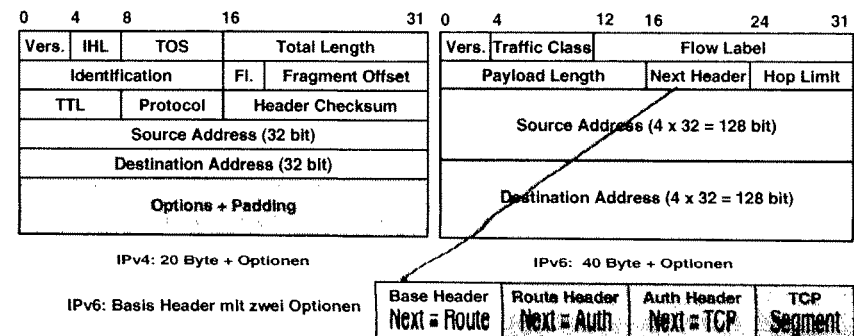 0 4 8 16 31
Vers. IHL TOS Total Length
Identification Fl. Fragment Offset
TTL Protocol Header Checksum
Source Address (32 bit)
Destination Address (32 bit)
Options + Padding
IPv4: 20 Byte + Optionen
0 4 12 16 24 31
Vers. Traffic Class Flow Label
Payload Length Next Header Hop Limit
Source Address (4 x 32 = 128 bit)
Destination Address (4 x 32 = 128 bit)
IPv6: 40 Byte + Optionen
IPv6: Basis Header mit zwei Optionen
Base Header Route Header Auth Header TCP
Next = Route Next = Auth Next = TCP Segment